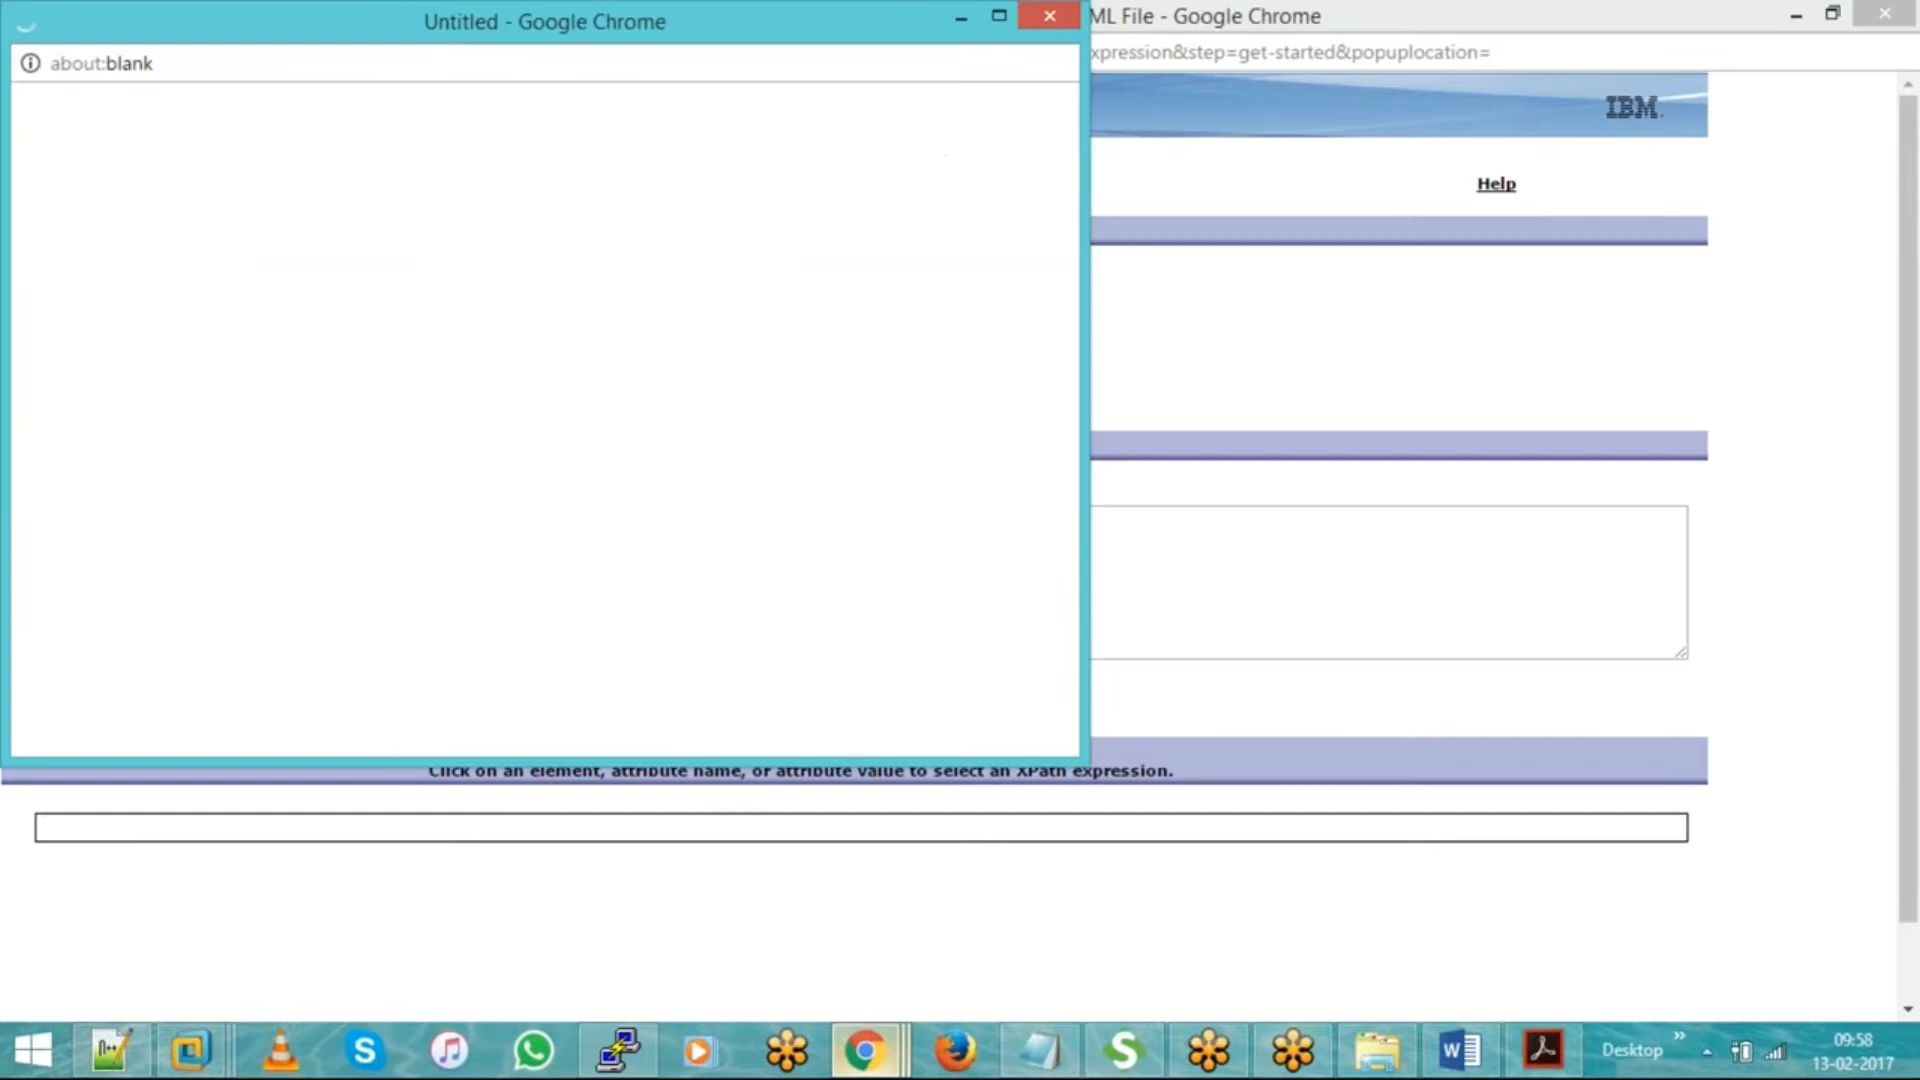 Untitled - Google Chrome
ML File - Google Chrome
about:blank
xpression&step=get-started&popuplocation=
IBM.
Help
Click on an element, attribute name, or attribute value to select an XPath expression.
n++
S
S
W
Desktop
»
09:58
13-02-2017